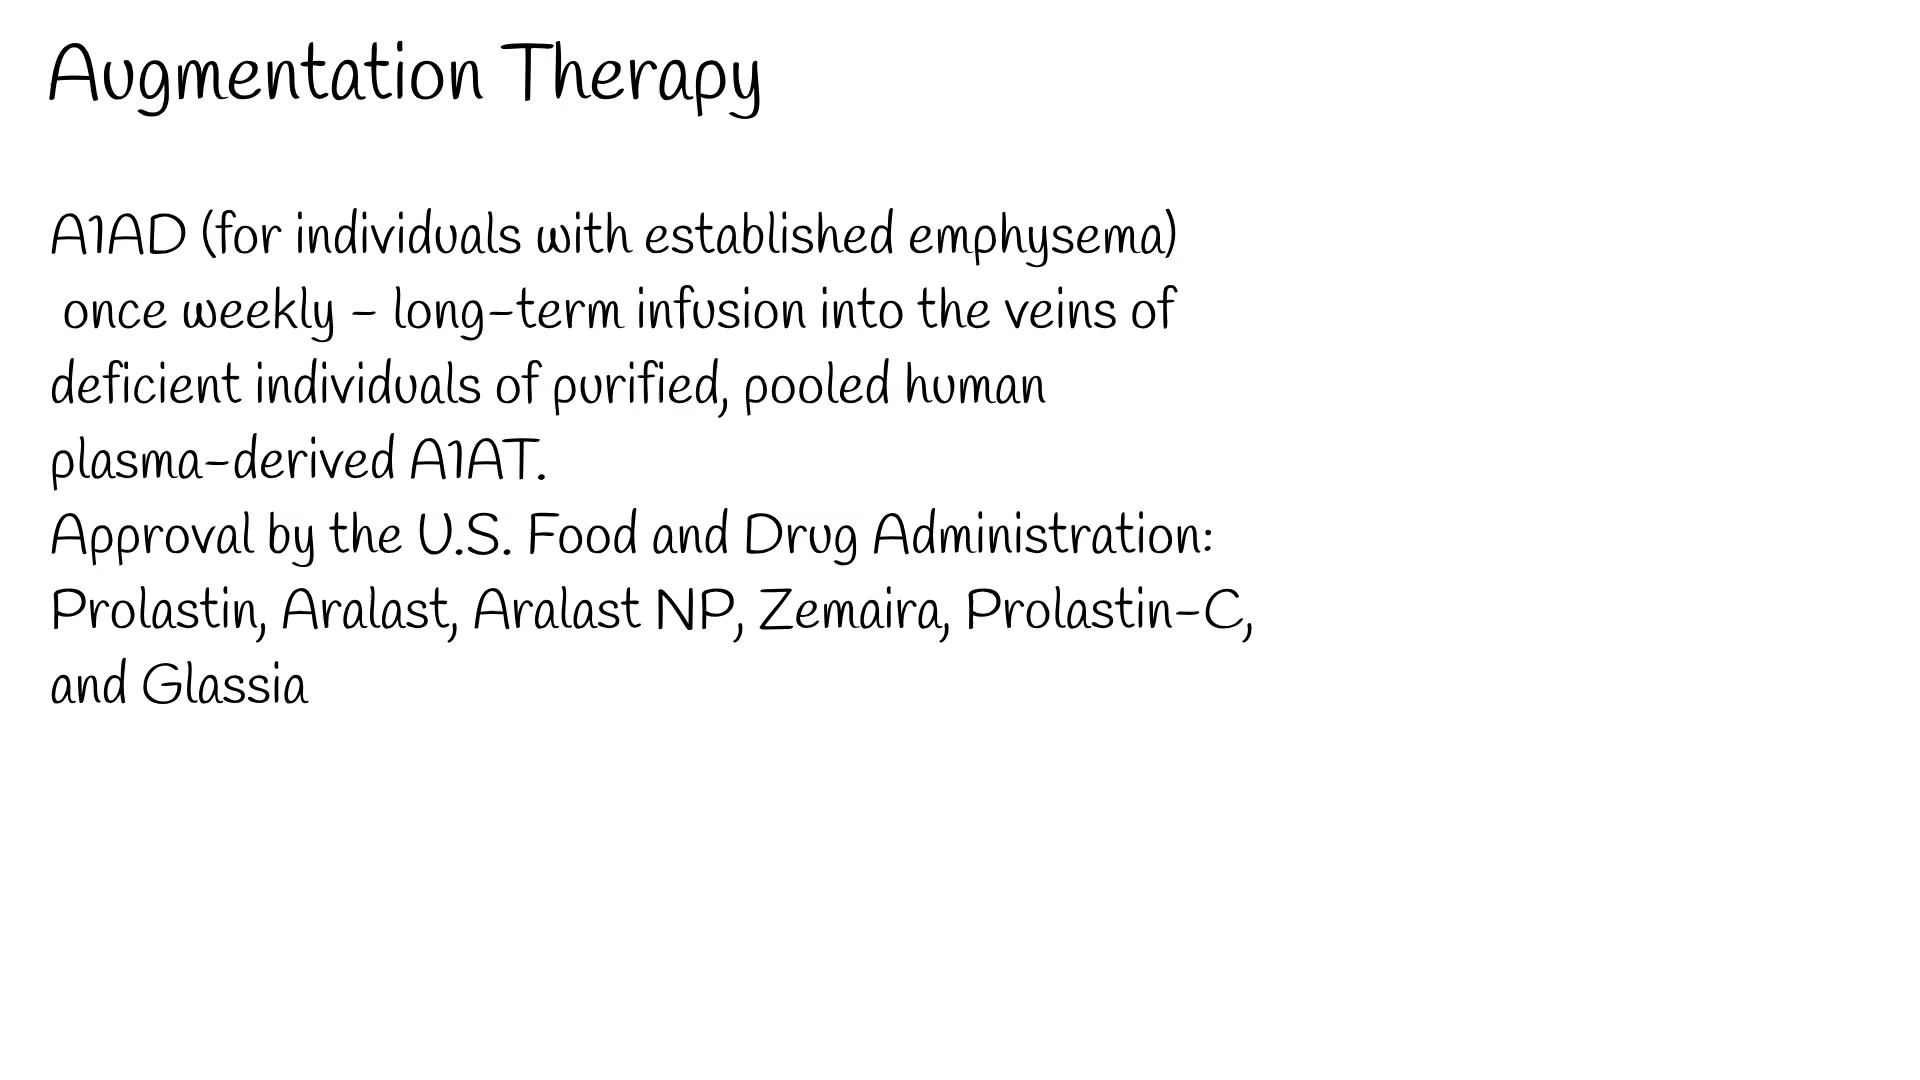 Augmentation Therapy
A1AD (for individuals with established emphysema)
once weekly - long-term infusion into the veins of
deficient individuals of purified, pooled human
plasma-derived A1AT.
Approval by the U.S. Food and Drug Administration:
Prolastin, Aralast, Aralast NP, Zemaira, Prolastin-C,
and Glassia